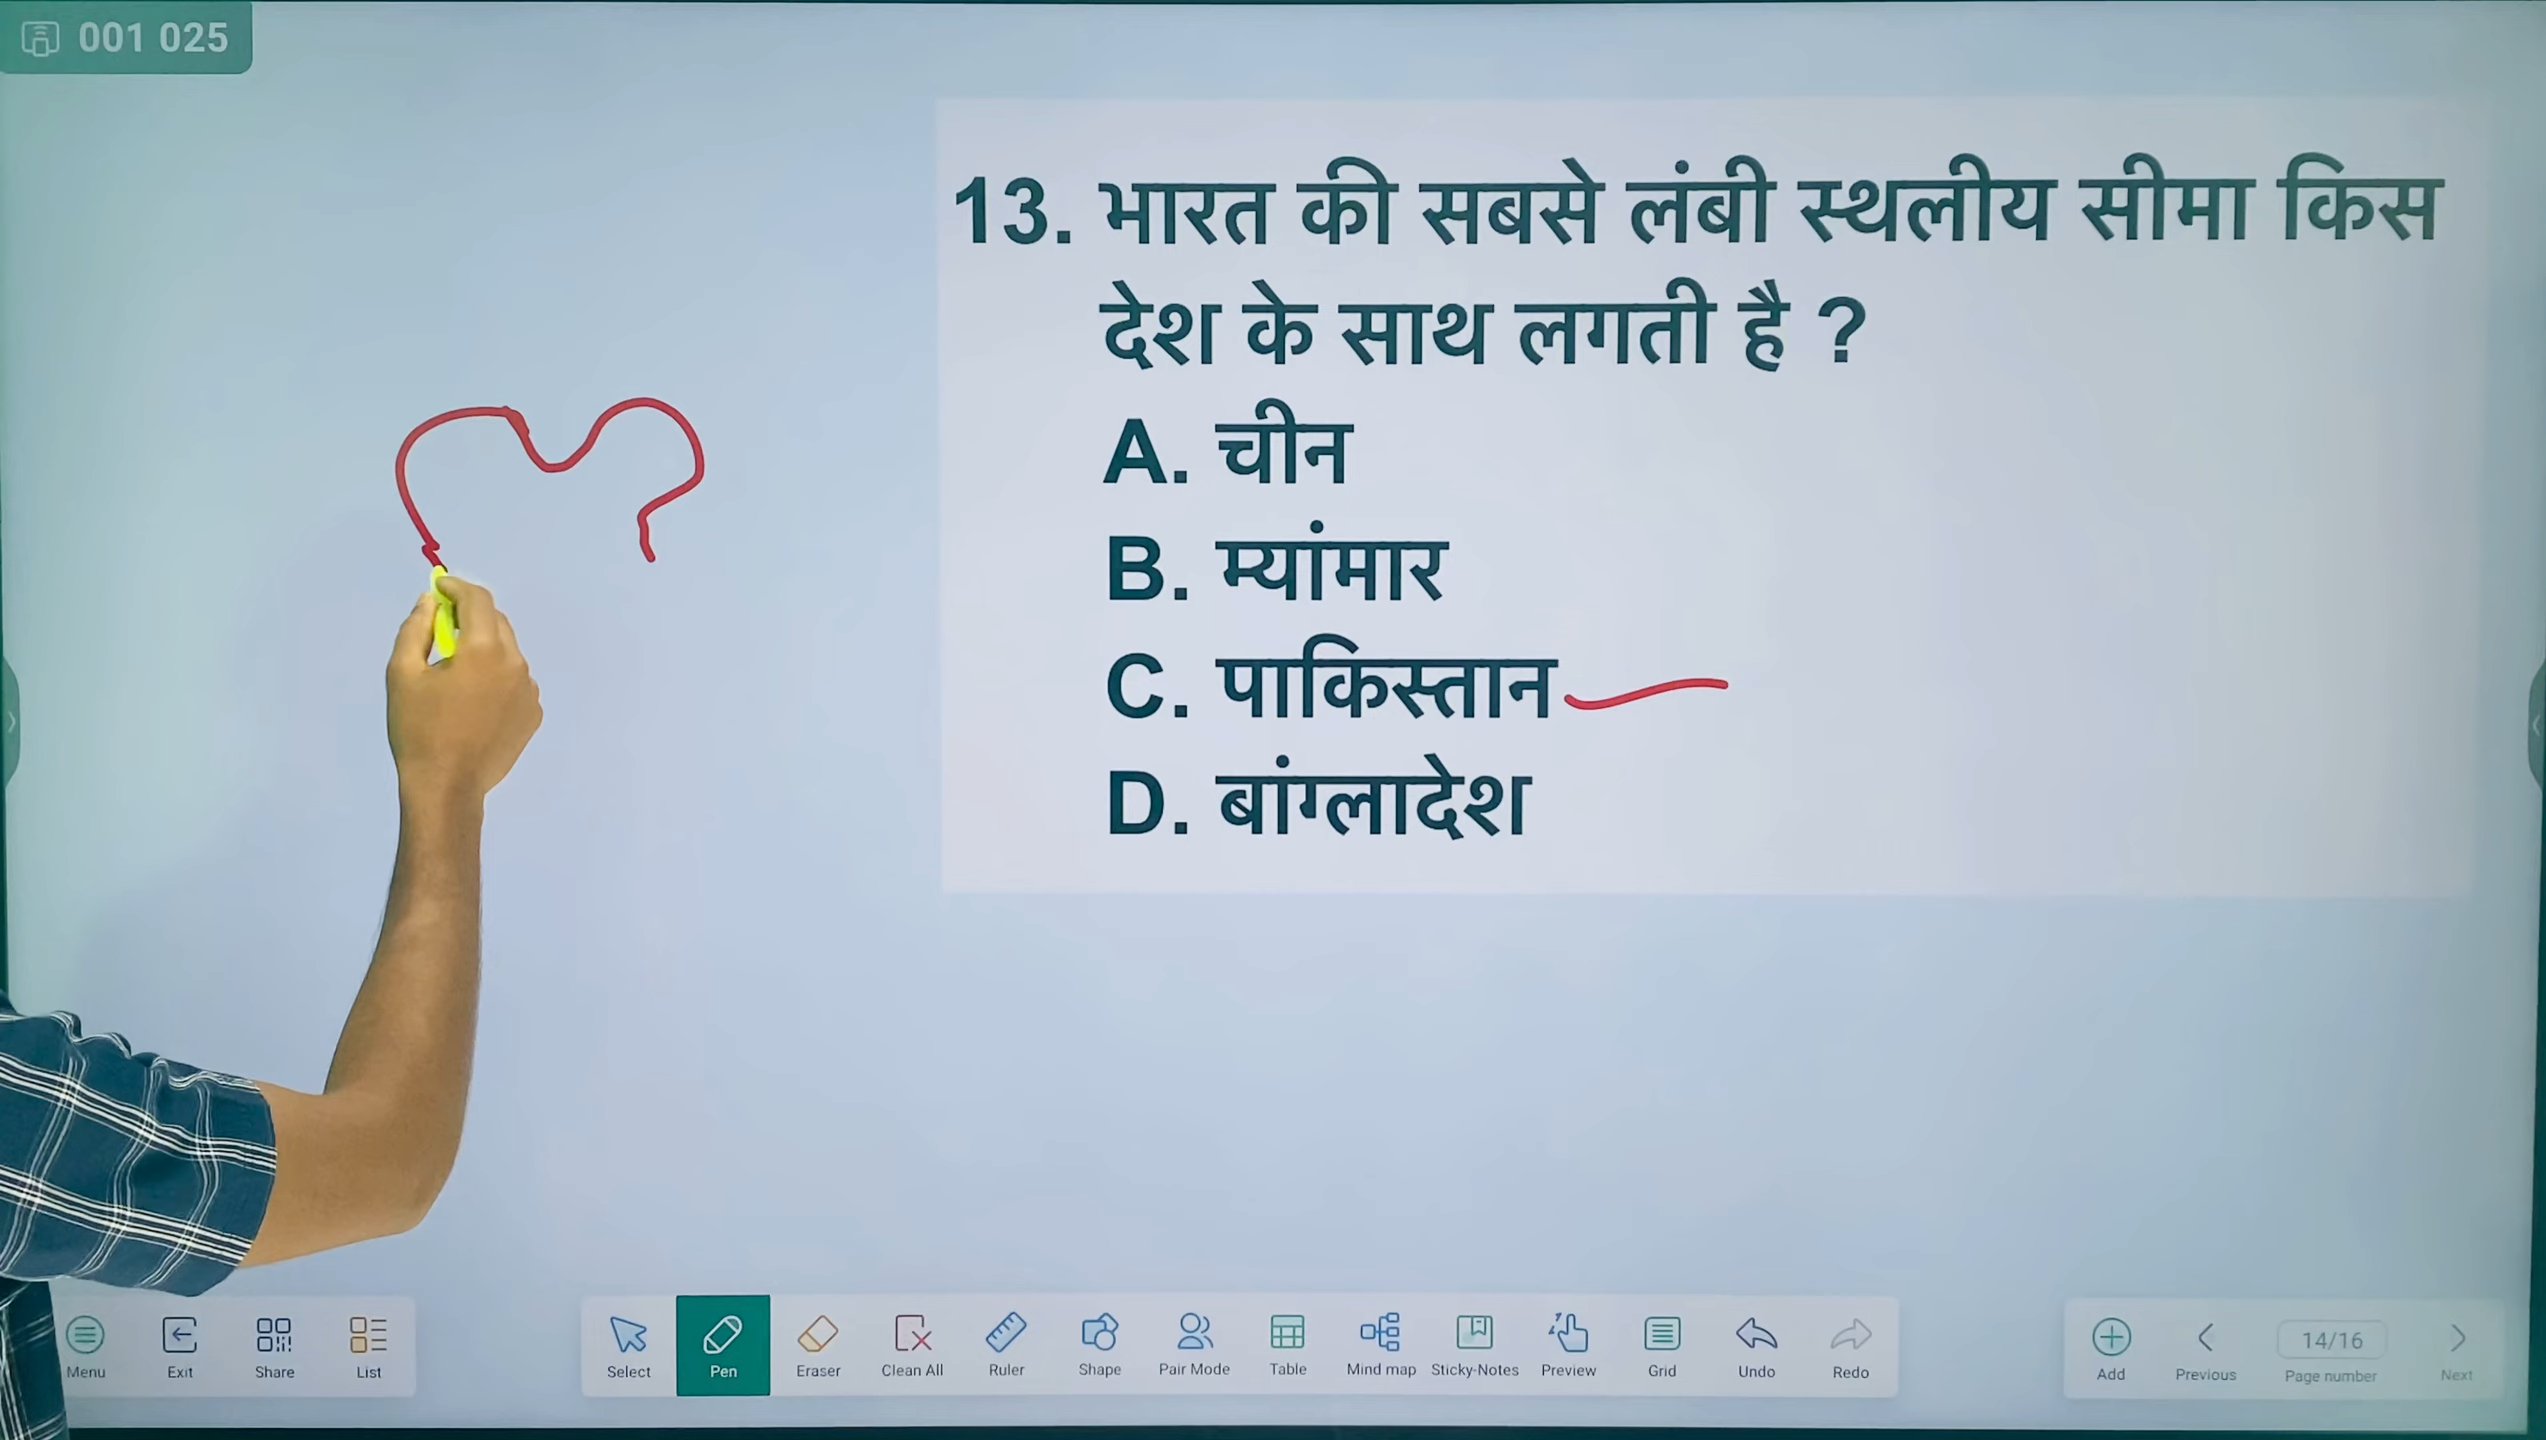 001 025
13. भारत की सबसे लंबी स्थलीय सीमा किस
देश के साथ लगती है ?
A. चीन
B. म्यांमार
C. पाकिस्तान
D. बांग्लादेश
Menu Exit Share List Select Pen Eraser Clean All Ruler Shape Pair Mode Table Mind map Sticky-Notes Preview Grid Undo Redo Add Previous 14/16 Page number Next